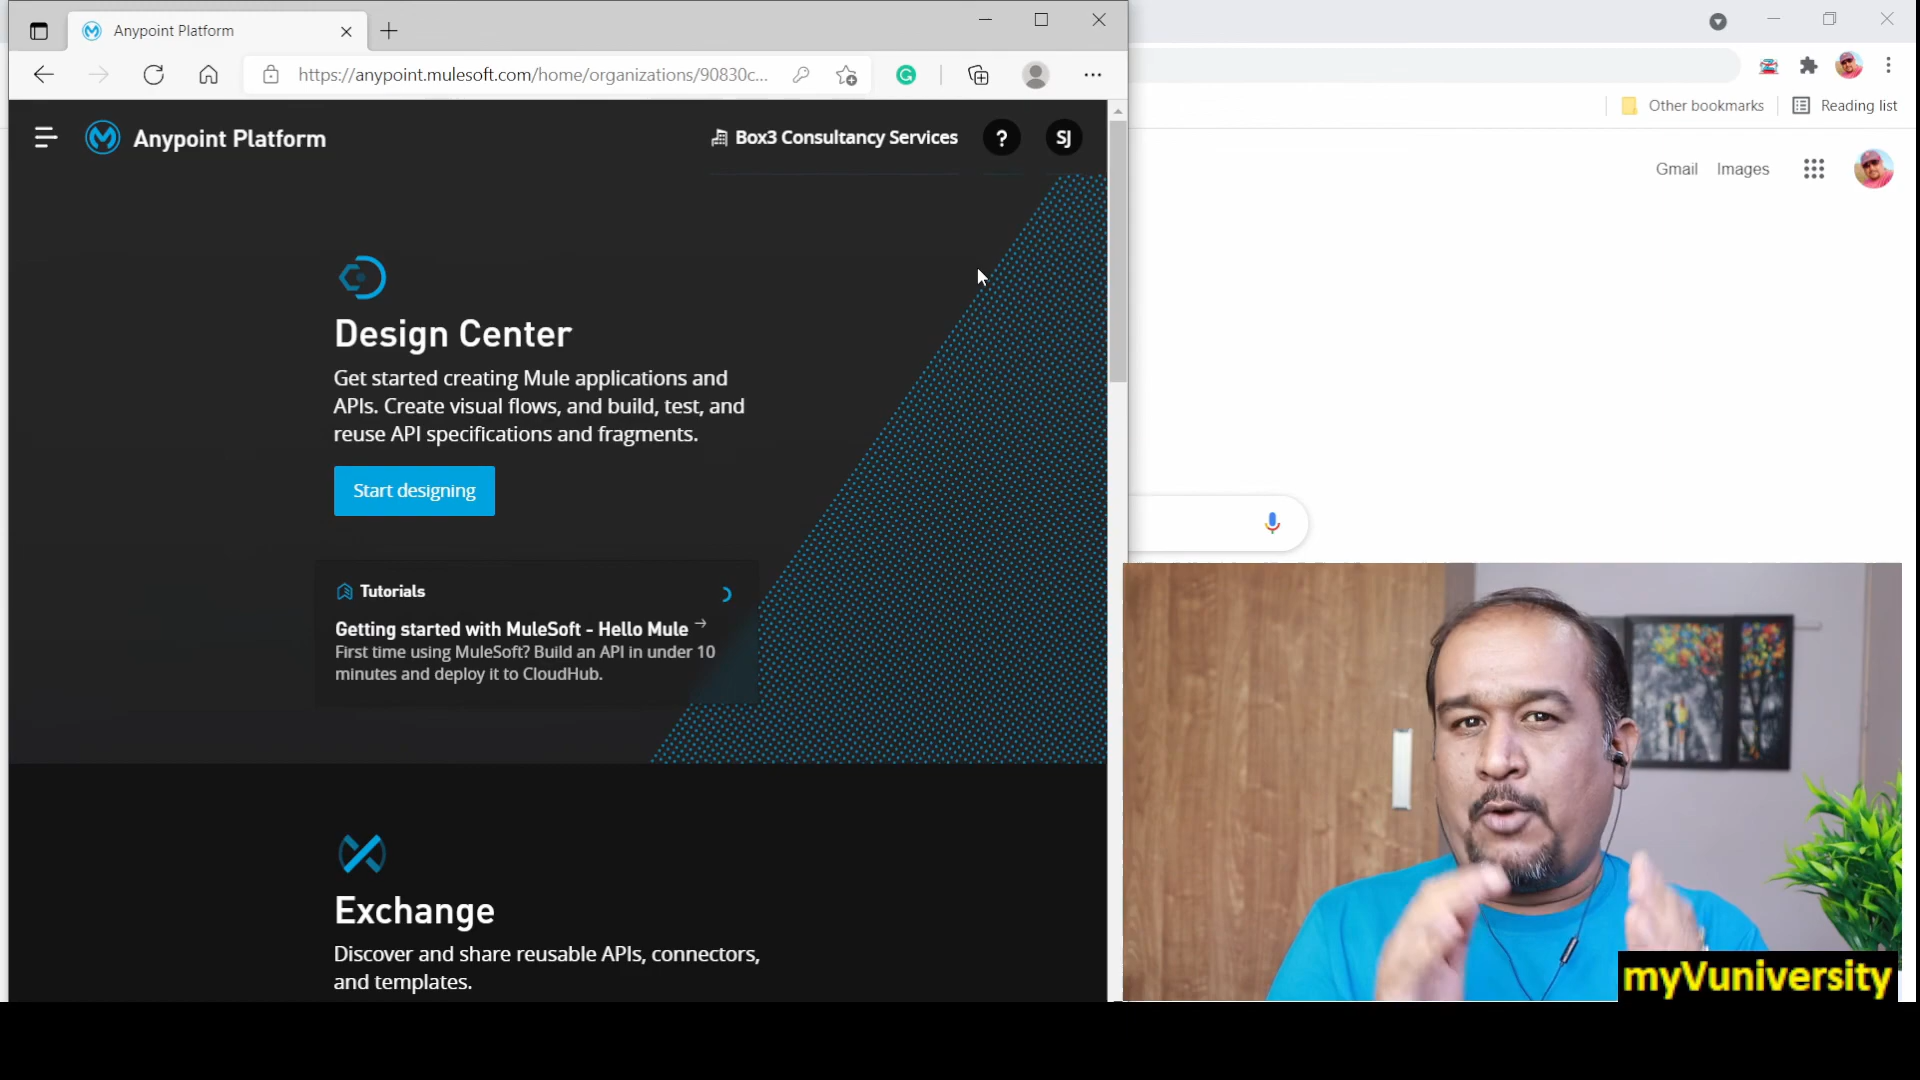 Anypoint Platform
https://anypoint.mulesoft.com/home/organizations/90830c...
Other bookmarks
Reading list
Anypoint Platform
Box3 Consultancy Services
?
SJ
Gmail
Images
Design Center
Get started creating Mule applications and
APIs. Create visual flows, and build, test, and
reuse API specifications and fragments.
Start designing
Tutorials
Getting started with MuleSoft - Hello Mule →
First time using MuleSoft? Build an API in under 10
minutes and deploy it to CloudHub.
Exchange
Discover and share reusable APIs, connectors,
and templates.
myVuniversity